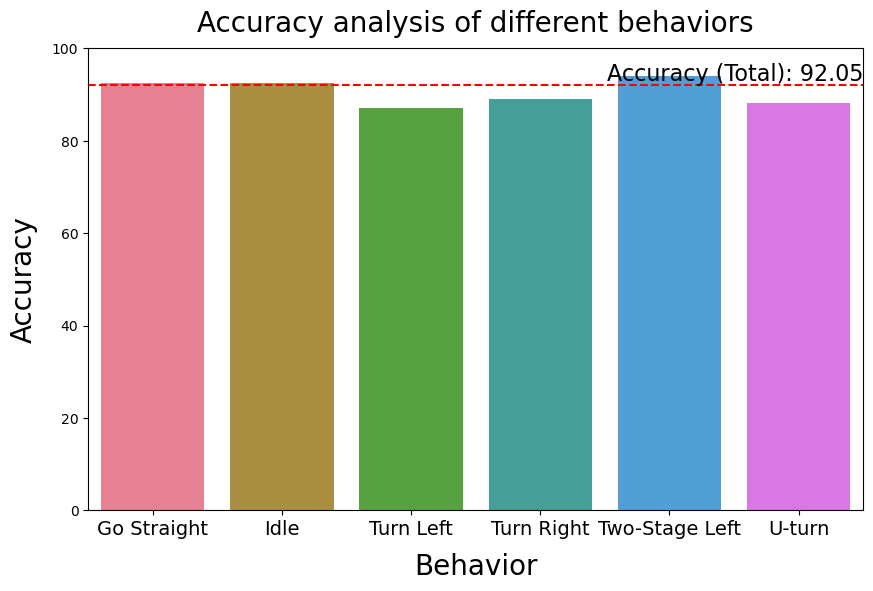 Accuracy analysis of different behaviors
100
80
60
40
20
0
Accuracy
Accuracy (Total): 92.05
Go Straight
Idle
Turn Left
Turn Right
Two-Stage Left
U-turn
Behavior